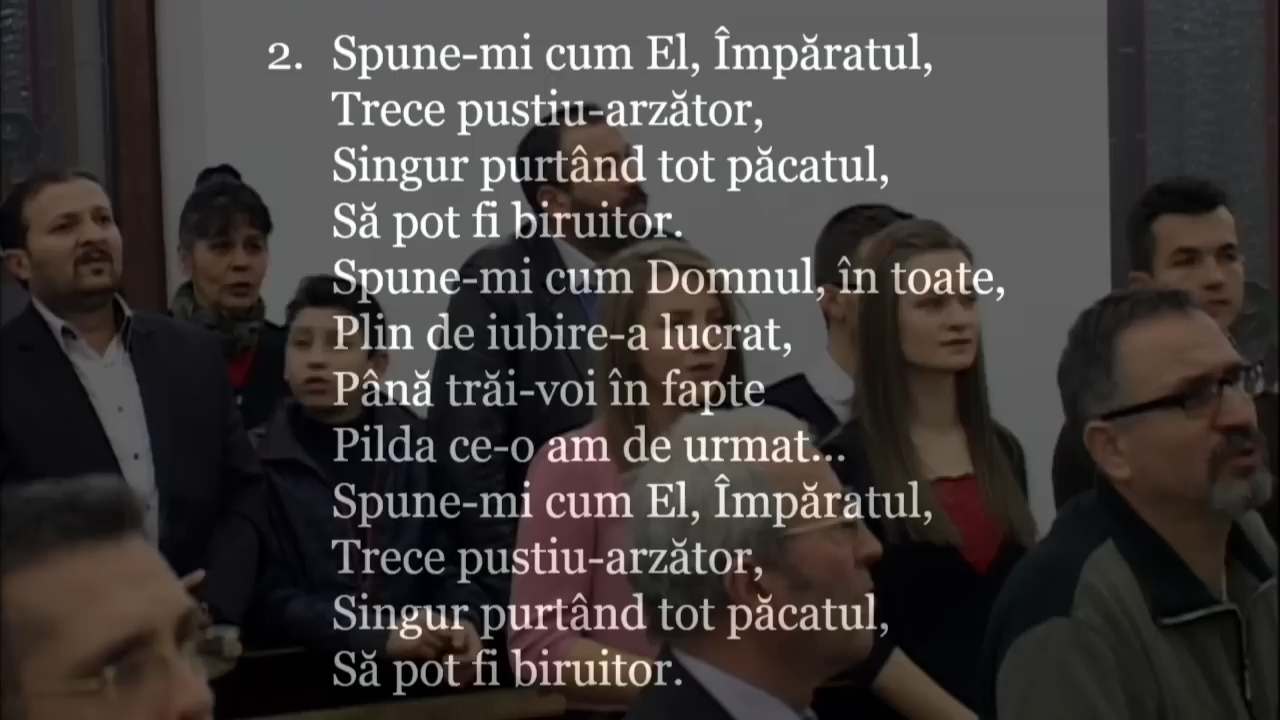 2. Spune-mi cum El, Împăratul,
Trece pustiu-arzător,
Singur purtând tot păcatul,
Să pot fi biruitor.
Spune-mi cum Domnul, în toate,
Plin de iubire-a lucrat,
Până trăi-voi în fapte
Pilda ce-o am de urmat...
Spune-mi cum El, Împăratul,
Trece pustiu-arzător,
Singur purtând tot păcatul,
Să pot fi biruitor.